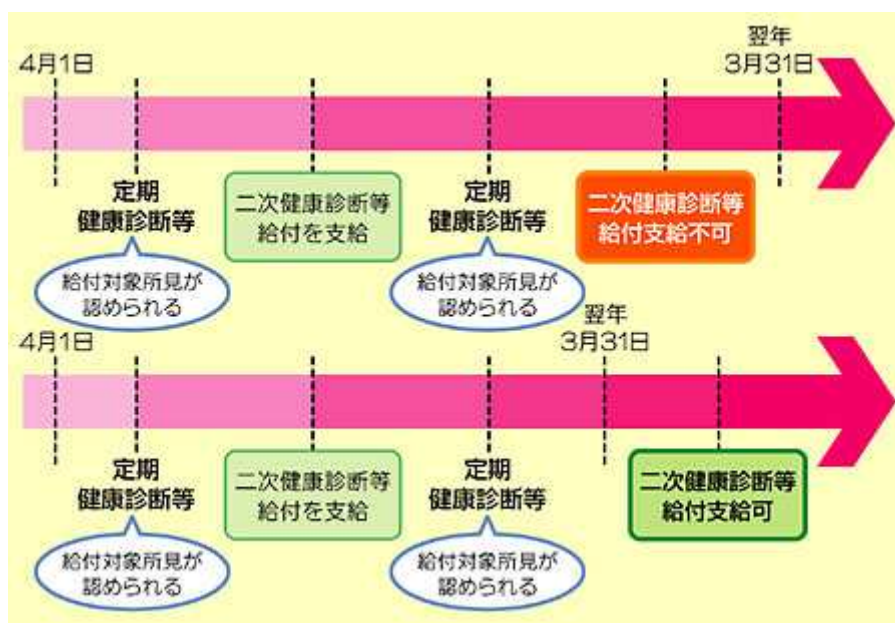 4月1日
翌年
3月31日
定期
健康診断等
二次健康診断等
給付を支給
定期
健康診断等
二次健康診断等
給付支給不可
給付対象所見が
認められる
給付対象所見が
認められる
4月1日
翌年
3月31日
定期
健康診断等
二次健康診断等
給付を支給
定期
健康診断等
二次健康診断等
給付支給可
給付対象所見が
認められる
給付対象所見が
認められる